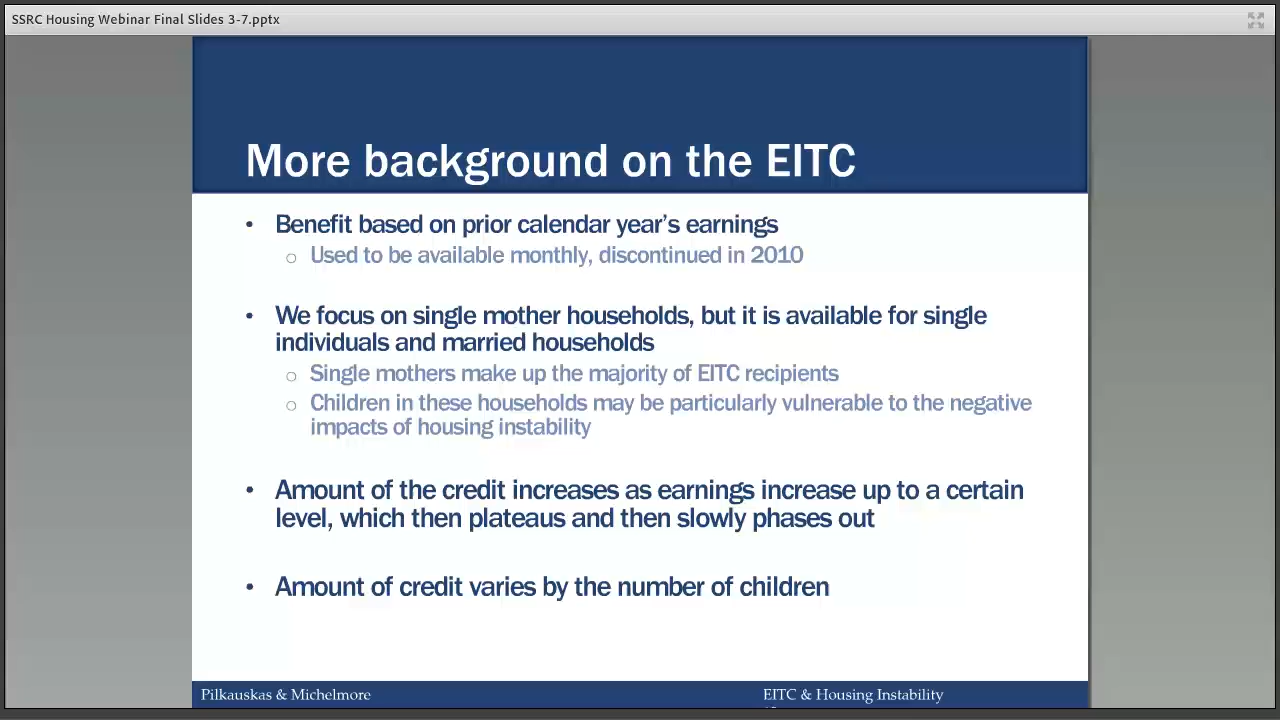 SSRC Housing Webinar Final Slides 3-7.pptx
More background on the EITC
• Benefit based on prior calendar year's earnings
○ Used to be available monthly, discontinued in 2010
• We focus on single mother households, but it is available for single
individuals and married households
○ Single mothers make up the majority of EITC recipients
○ Children in these households may be particularly vulnerable to the negative
impacts of housing instability
• Amount of the credit increases as earnings increase up to a certain
level, which then plateaus and then slowly phases out
• Amount of credit varies by the number of children
Pilkauskas & Michelmore
EITC & Housing Instability